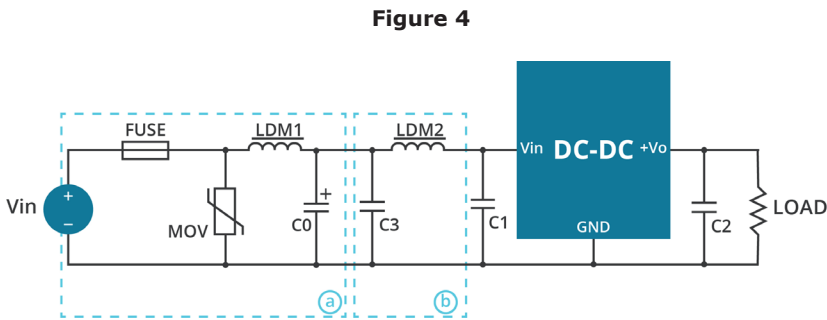 Figure 4
FUSE
LDM1
LDM2
Vin DC-DC +Vo
Vin
+
−
MOV
+
C0
C3
C1
GND
C2
LOAD
a
b